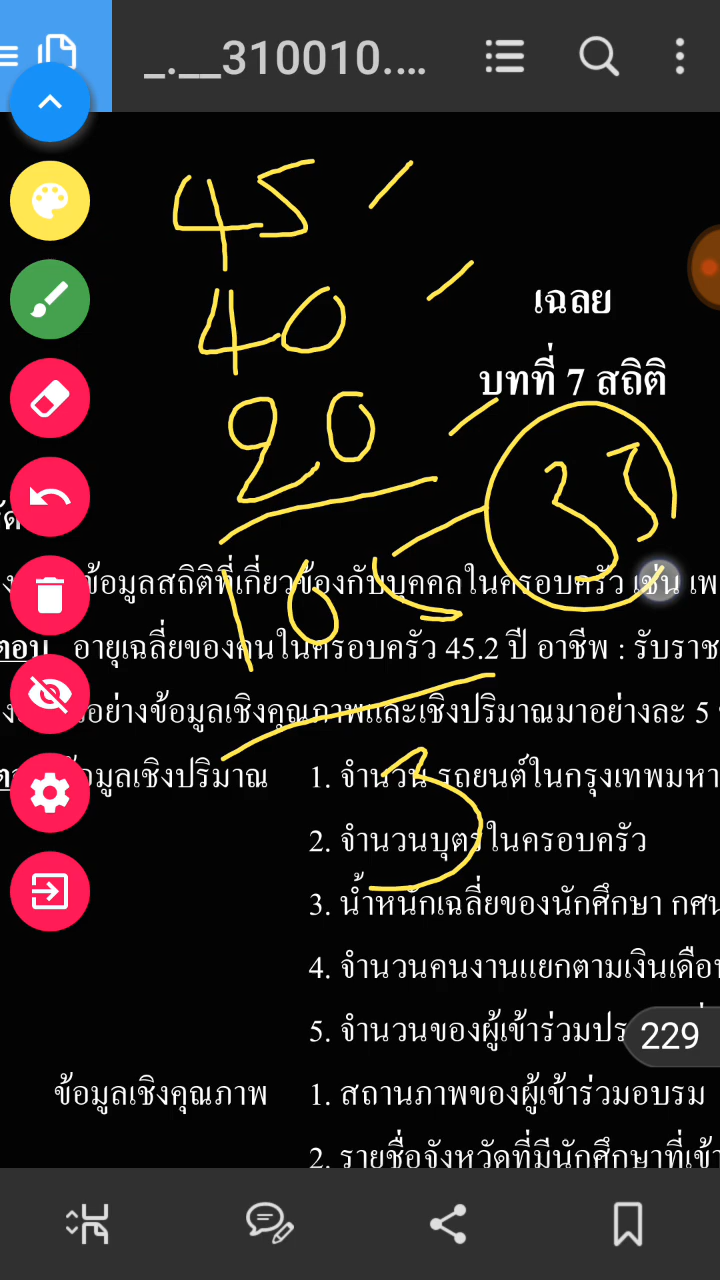 _.__310010....
45
40
เฉลย
บทที่ 7 สถิติ
20
33
ข้อมูลสถิติที่เกี่ยวข้องกับบุคคลในครอบครัว เช่น เพ
105
ตอบ อายุเฉลี่ยของคนในครอบครัว 45.2 ปี อาชีพ : รับราช
อย่างข้อมูลเชิงคุณภาพและเชิงปริมาณมาอย่างละ 5
3
ข้อมูลเชิงปริมาณ 1. จำนวน รถยนต์ในกรุงเทพมหา
2. จำนวนบุตรในครอบครัว
3. น้ำหนักเฉลี่ยของนักศึกษา กศน
4. จำนวนคนงานแยกตามเงินเดือน
5. จำนวนของผู้เข้าร่วมประ
229
ข้อมูลเชิงคุณภาพ 1. สถานภาพของผู้เข้าร่วมอบรม
2. รายชื่อจังหวัดที่มีนักศึกษาที่เข้า